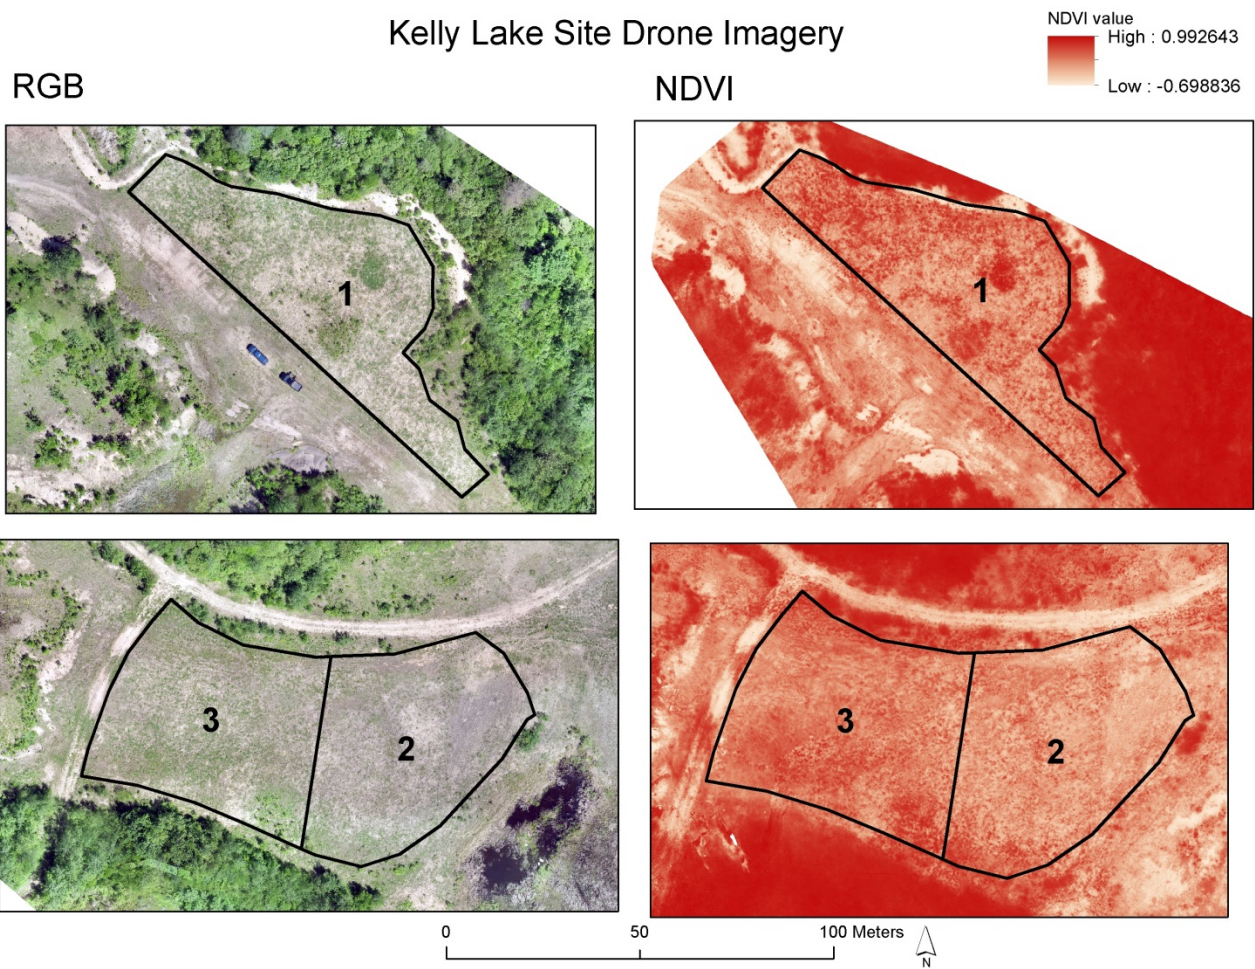 Kelly Lake Site Drone Imagery
NDVI value
High : 0.992643
Low : -0.698836
RGB
NDVI
1
1
3
2
3
2
0
50
100 Meters
N